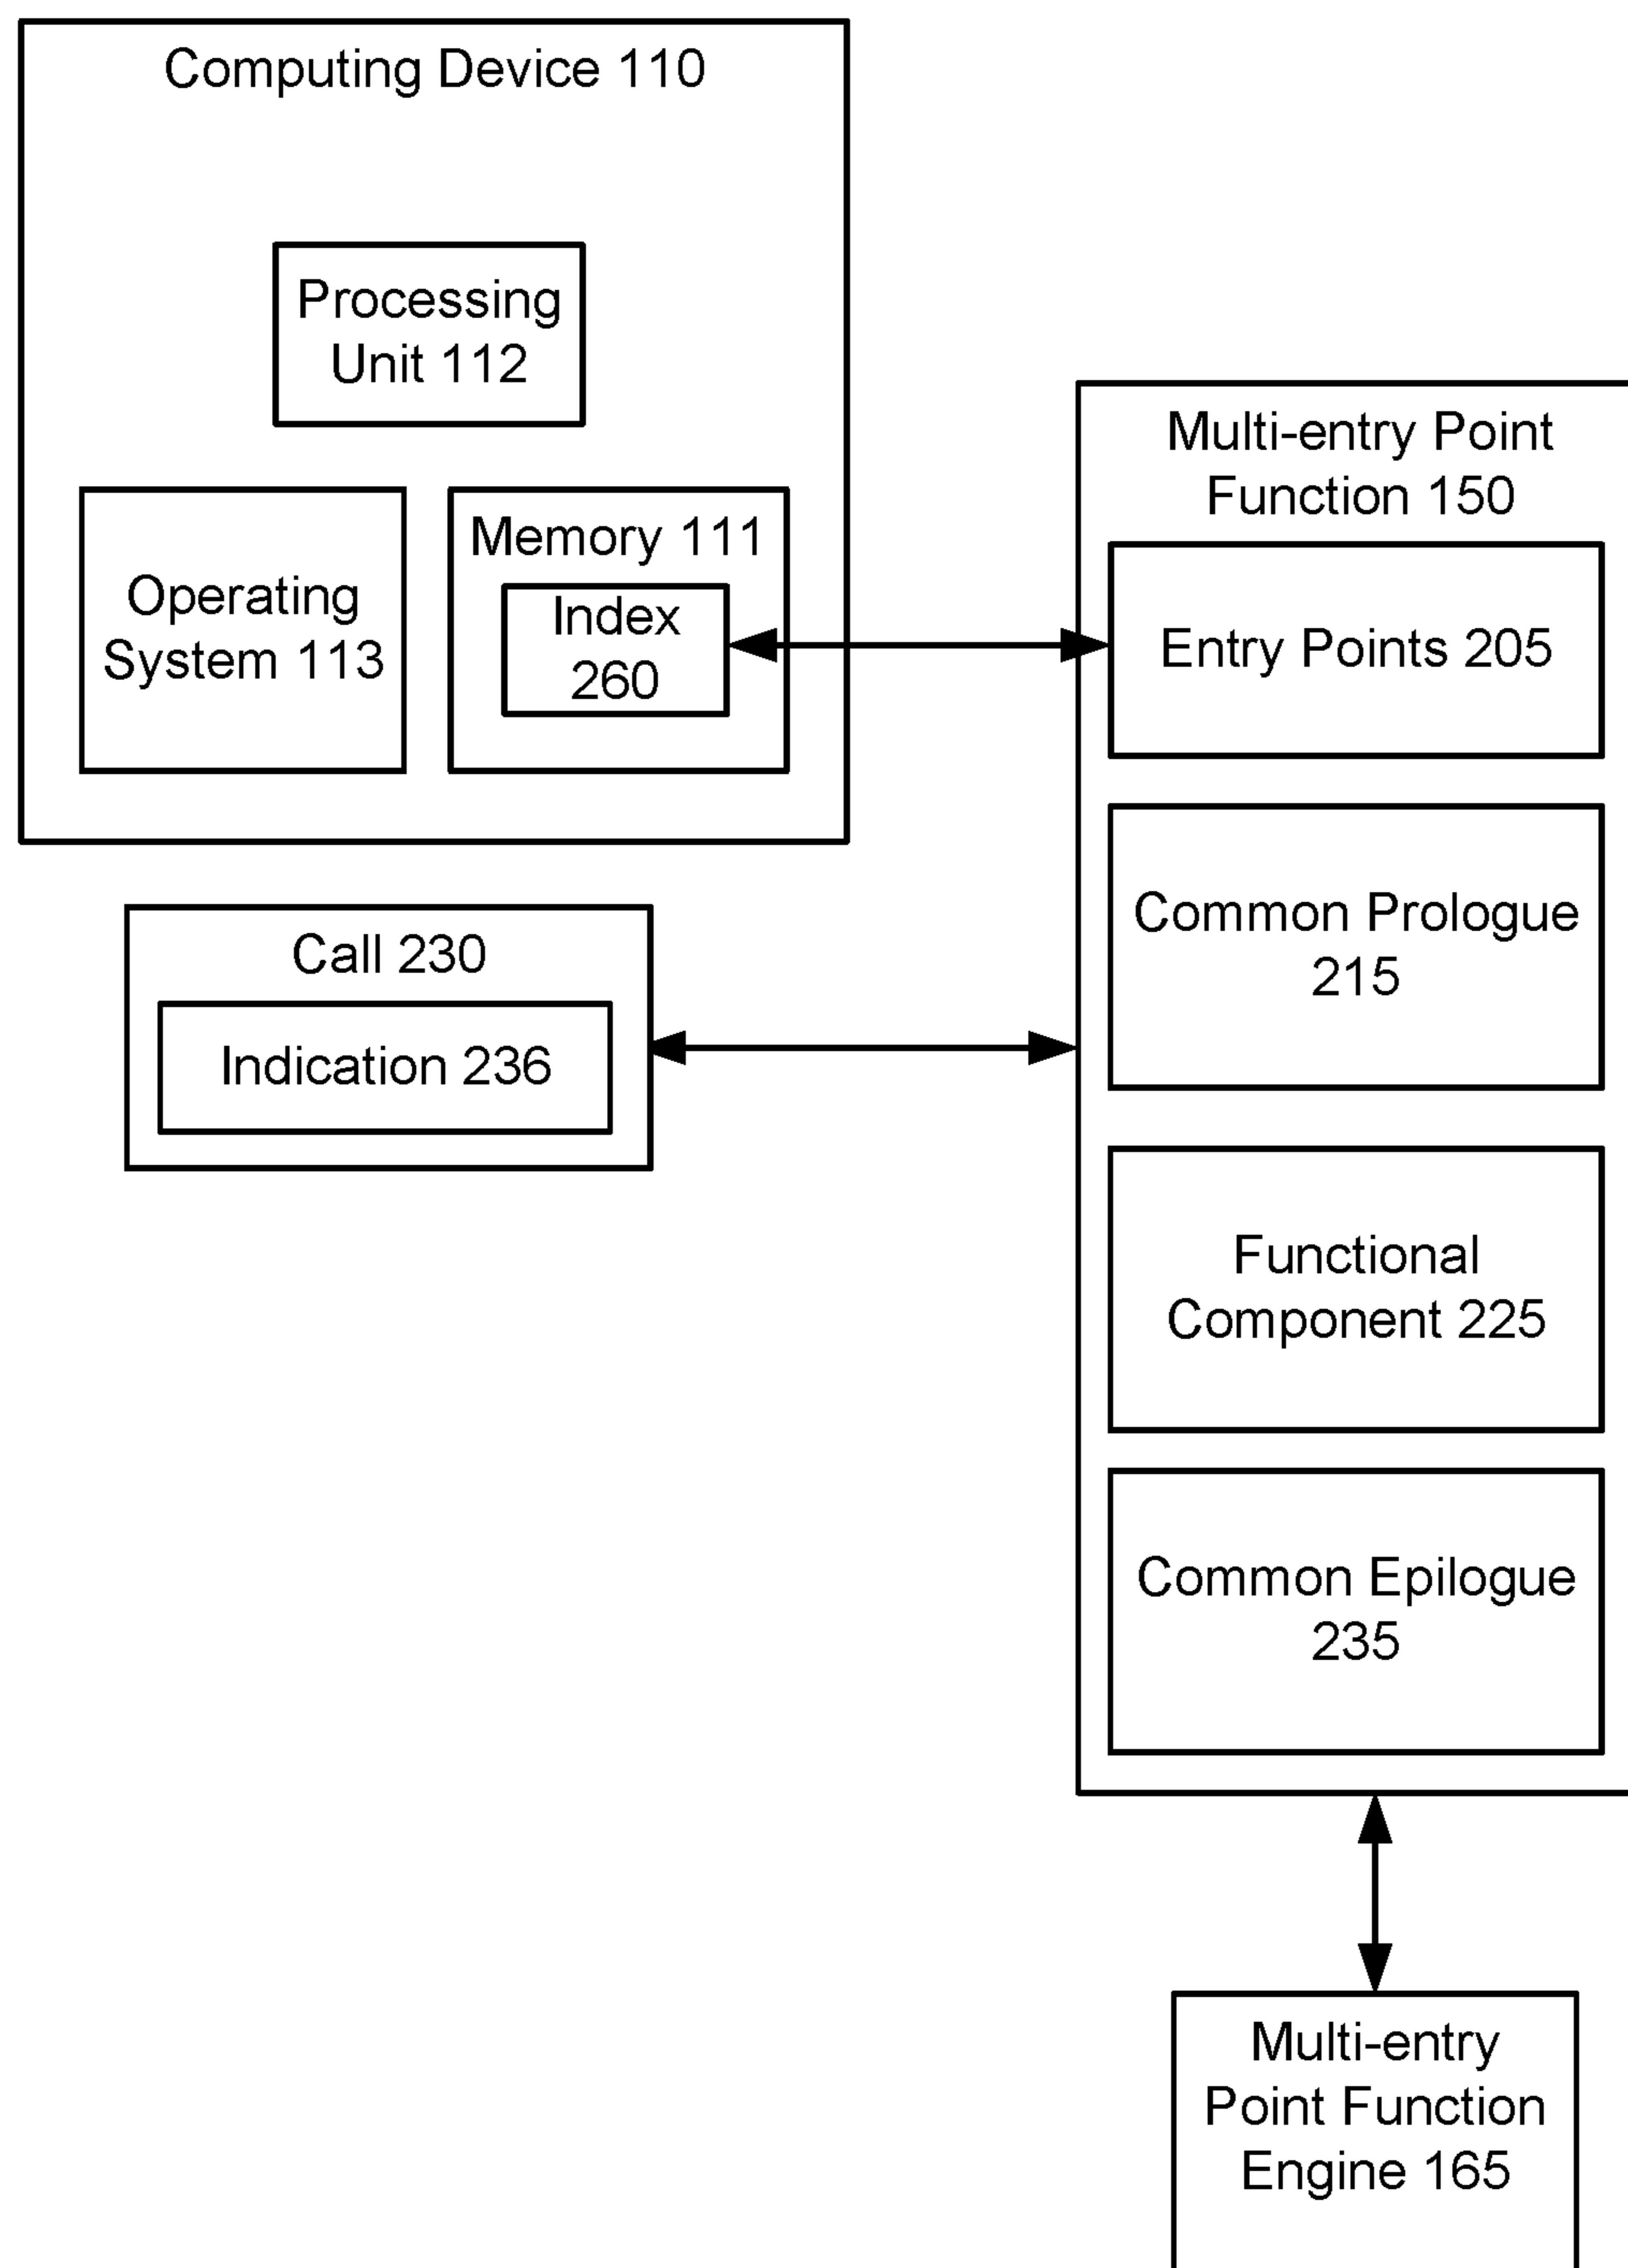 Computing Device 110
Processing
Unit 112
Operating
System 113
Memory 111
Index
260
Multi-entry Point
Function 150
Entry Points 205
Common Prologue
215
Call 230
Indication 236
Functional
Component 225
Common Epilogue
235
Multi-entry
Point Function
Engine 165